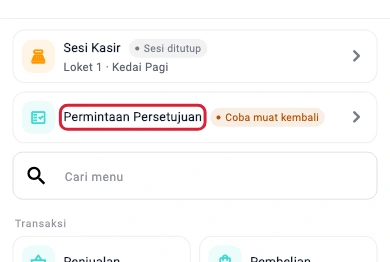 Sesi Kasir • Sesi ditutup
Loket 1 · Kedai Pagi
Permintaan Persetujuan • Coba muat kembali
Cari menu
Transaksi
Penjualan Pembelian